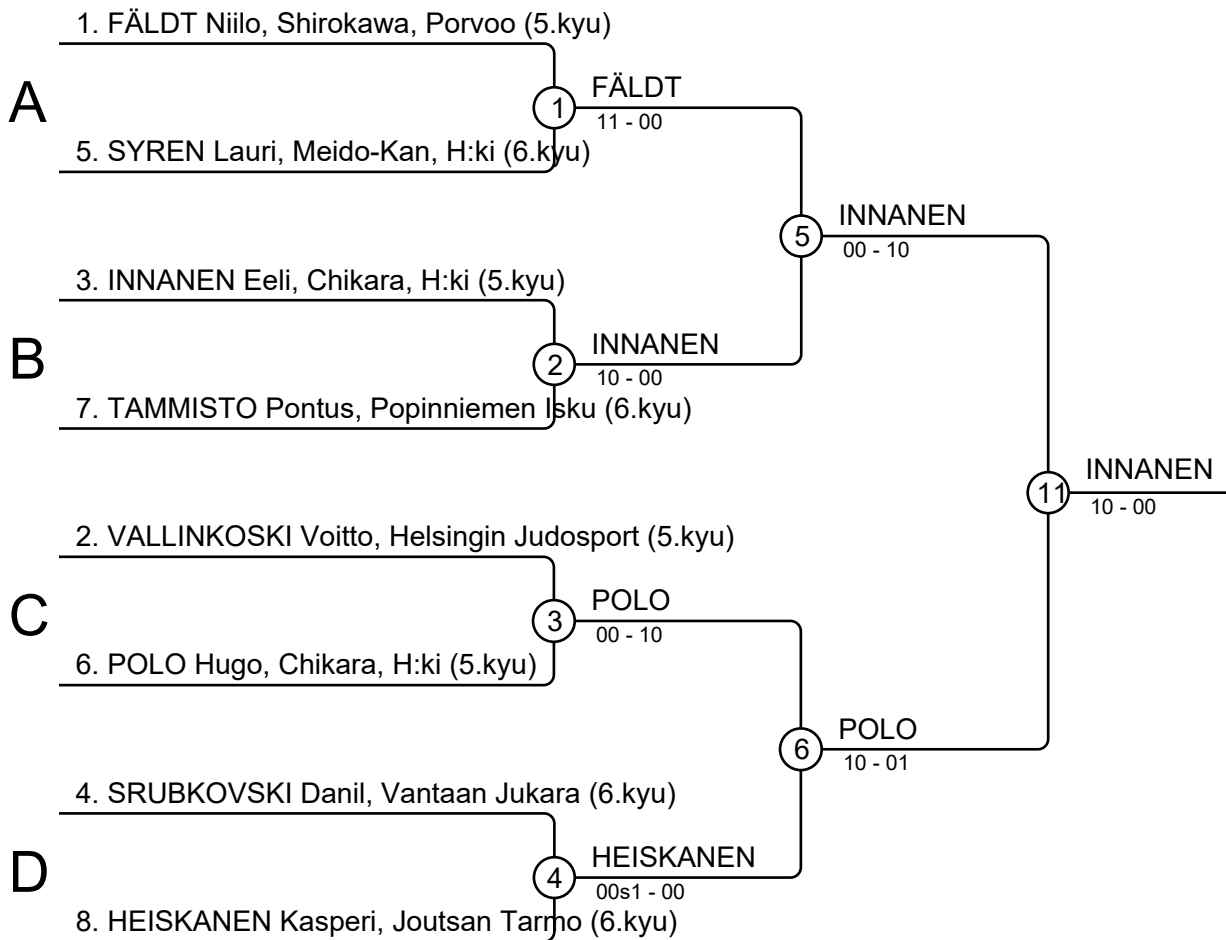 1. FÄLDT Niilo, Shirokawa, Porvoo (5.kyu)
A
1
FÄLDT
11 - 00
5. SYREN Lauri, Meido-Kan, H:ki (6.kyu)
5
INNANEN
00 - 10
3. INNANEN Eeli, Chikara, H:ki (5.kyu)
B
2
INNANEN
10 - 00
7. TAMMISTO Pontus, Popinniemen Isku (6.kyu)
11
INNANEN
10 - 00
2. VALLINKOSKI Voitto, Helsingin Judosport (5.kyu)
C
3
POLO
00 - 10
6. POLO Hugo, Chikara, H:ki (5.kyu)
6
POLO
10 - 01
4. SRUBKOVSKI Danil, Vantaan Jukara (6.kyu)
D
4
HEISKANEN
00s1 - 00
8. HEISKANEN Kasperi, Joutsan Tarmo (6.kyu)